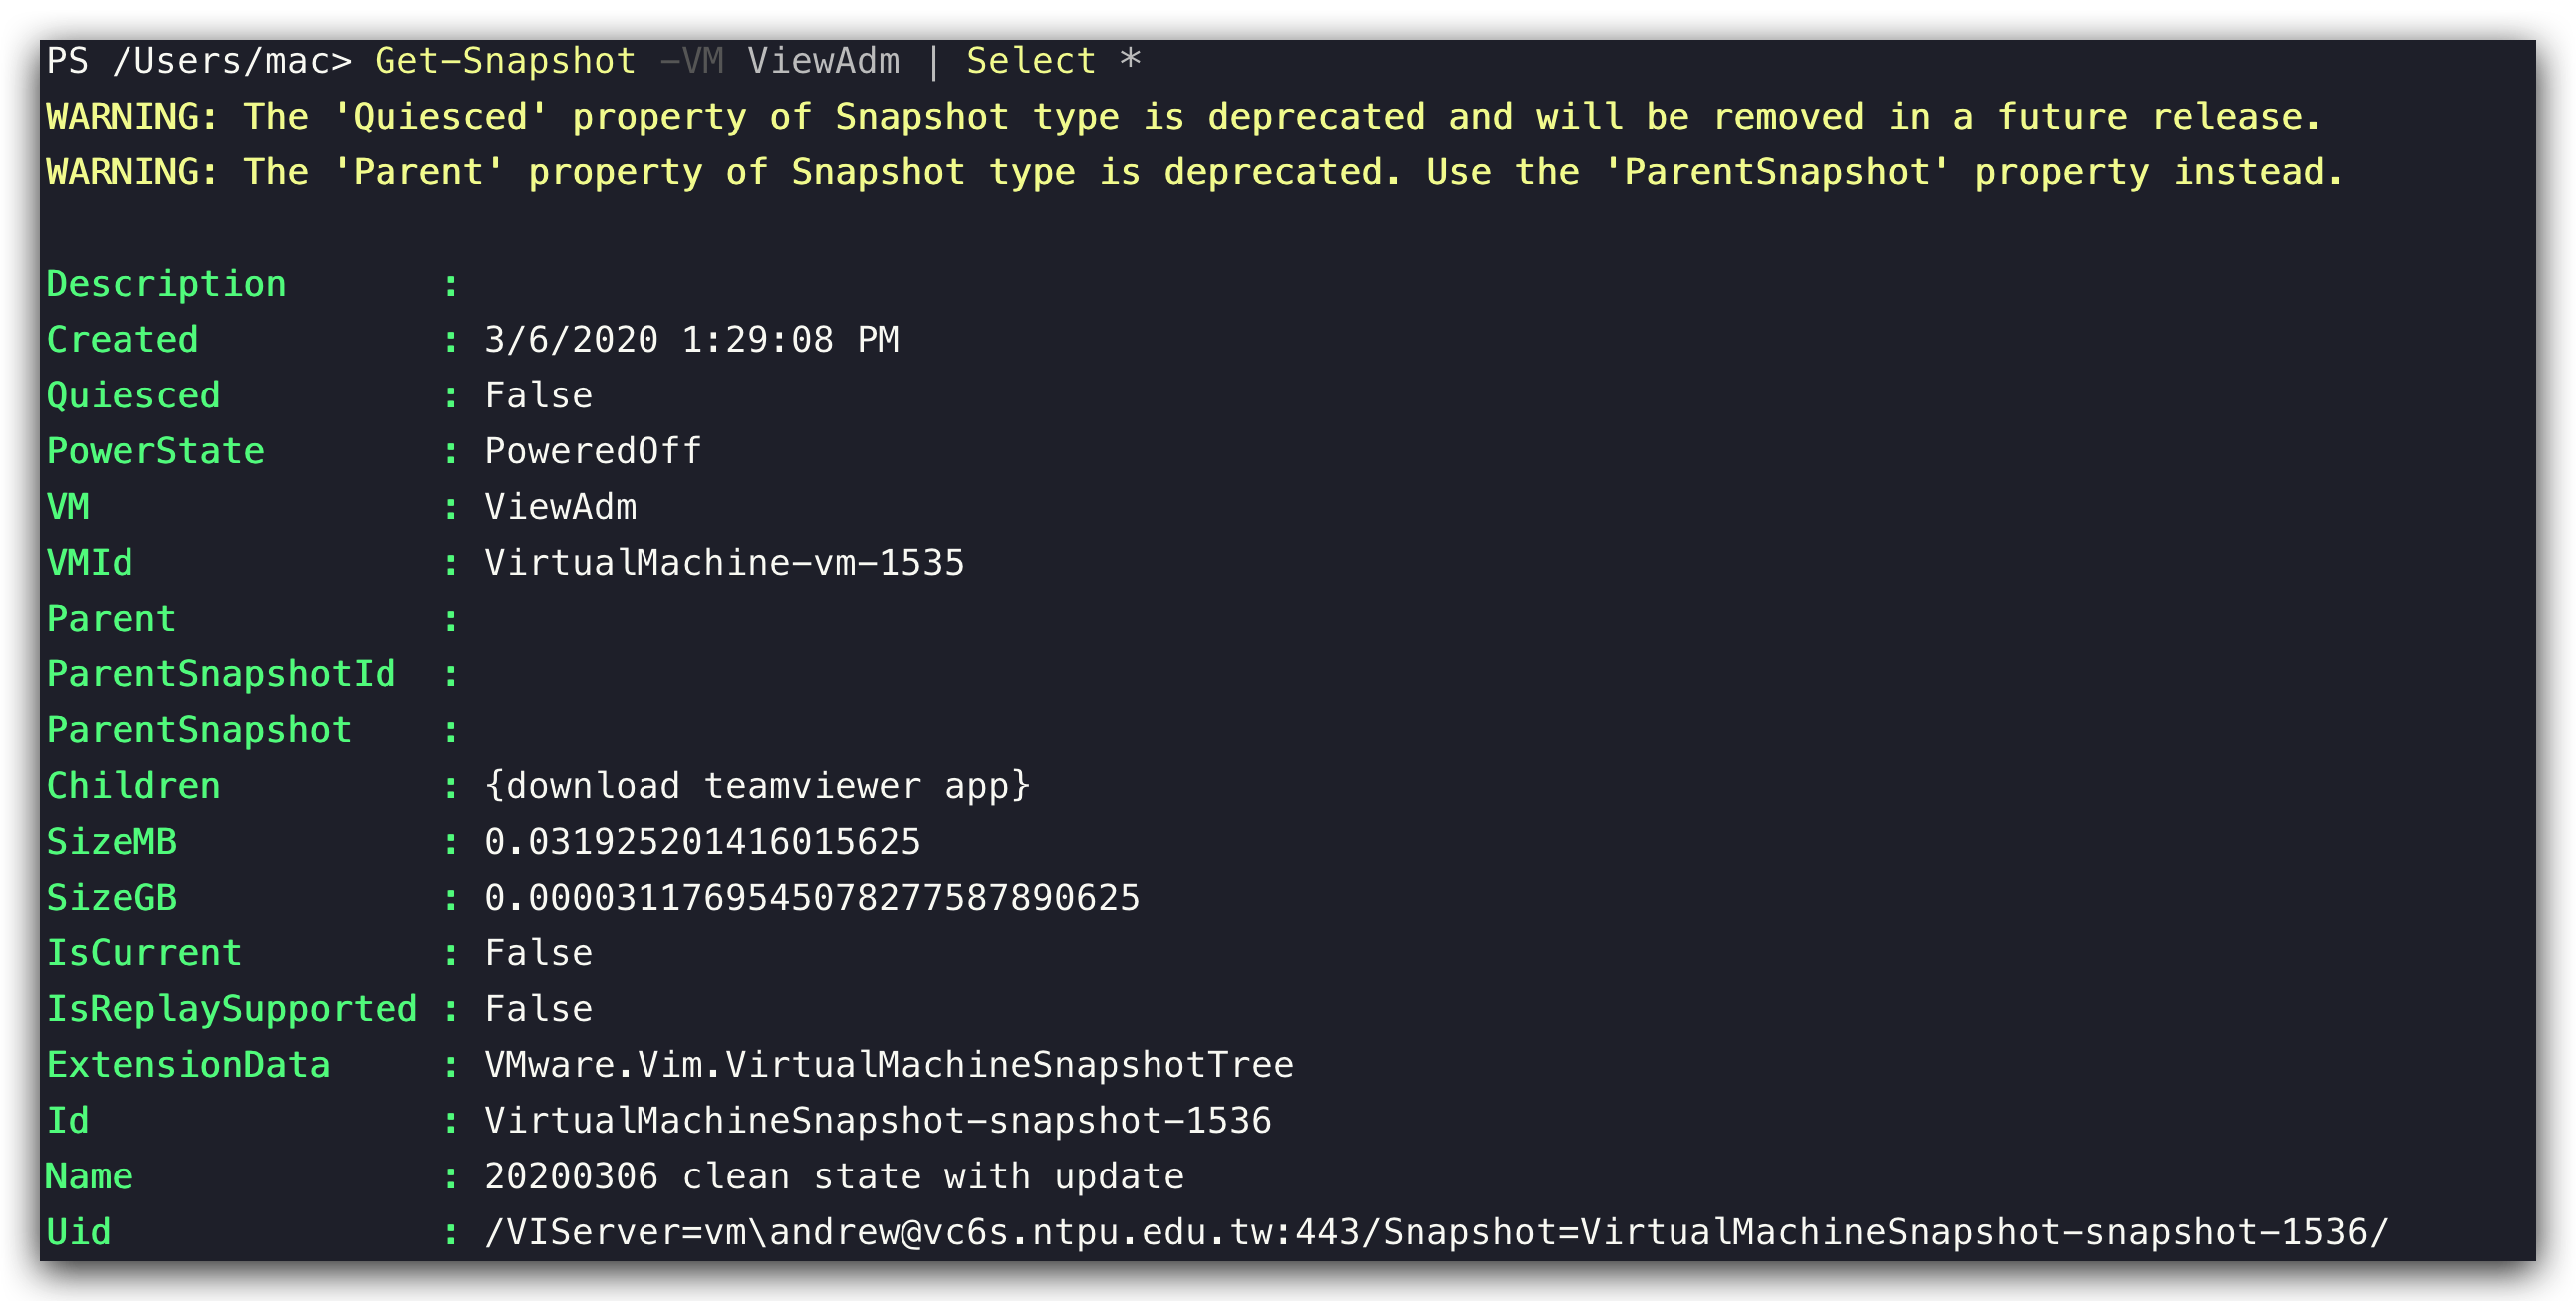 PS /Users/mac> Get-Snapshot -VM ViewAdm | Select *
WARNING: The 'Quiesced' property of Snapshot type is deprecated and will be removed in a future release.
WARNING: The 'Parent' property of Snapshot type is deprecated. Use the 'ParentSnapshot' property instead.
Description       :
Created           : 3/6/2020 1:29:08 PM
Quiesced          : False
PowerState        : PoweredOff
VM                : ViewAdm
VMId              : VirtualMachine-vm-1535
Parent            :
ParentSnapshotId  :
ParentSnapshot    :
Children          : {download teamviewer app}
SizeMB            : 0.031925201416015625
SizeGB            : 0.0000311769545078277587890625
IsCurrent         : False
IsReplaySupported : False
ExtensionData     : VMware.Vim.VirtualMachineSnapshotTree
Id                : VirtualMachineSnapshot-snapshot-1536
Name              : 20200306 clean state with update
Uid               : /VIServer=vm\andrew@vc6s.ntpu.edu.tw:443/Snapshot=VirtualMachineSnapshot-snapshot-1536/